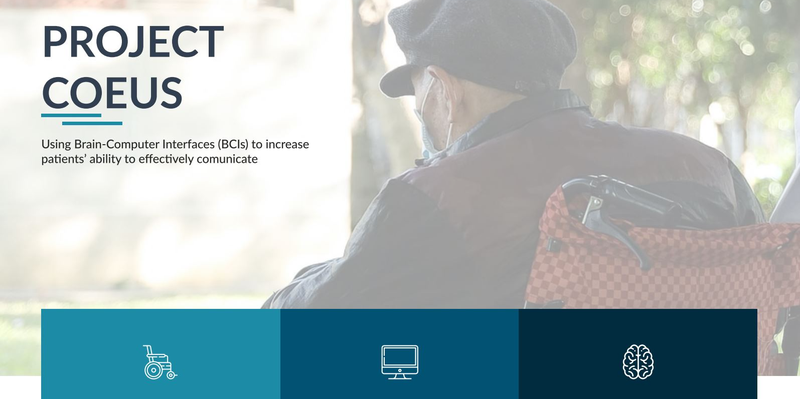 PROJECT
COEUS
Using Brain-Computer Interfaces (BCIs) to increase
patients' ability to effectively comunicate